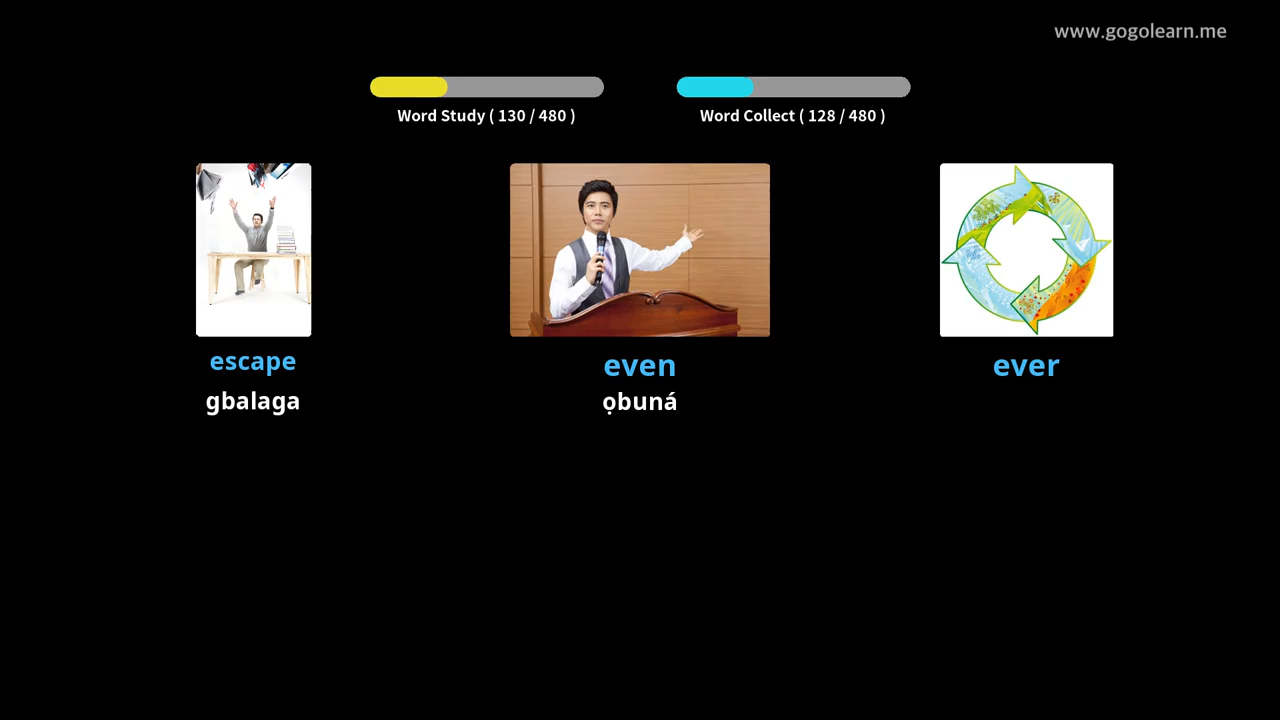 www.gogolearn.me
Word Study ( 130 / 480 )
Word Collect ( 128 / 480 )
escape
even
ever
gbalaga
ọbuná